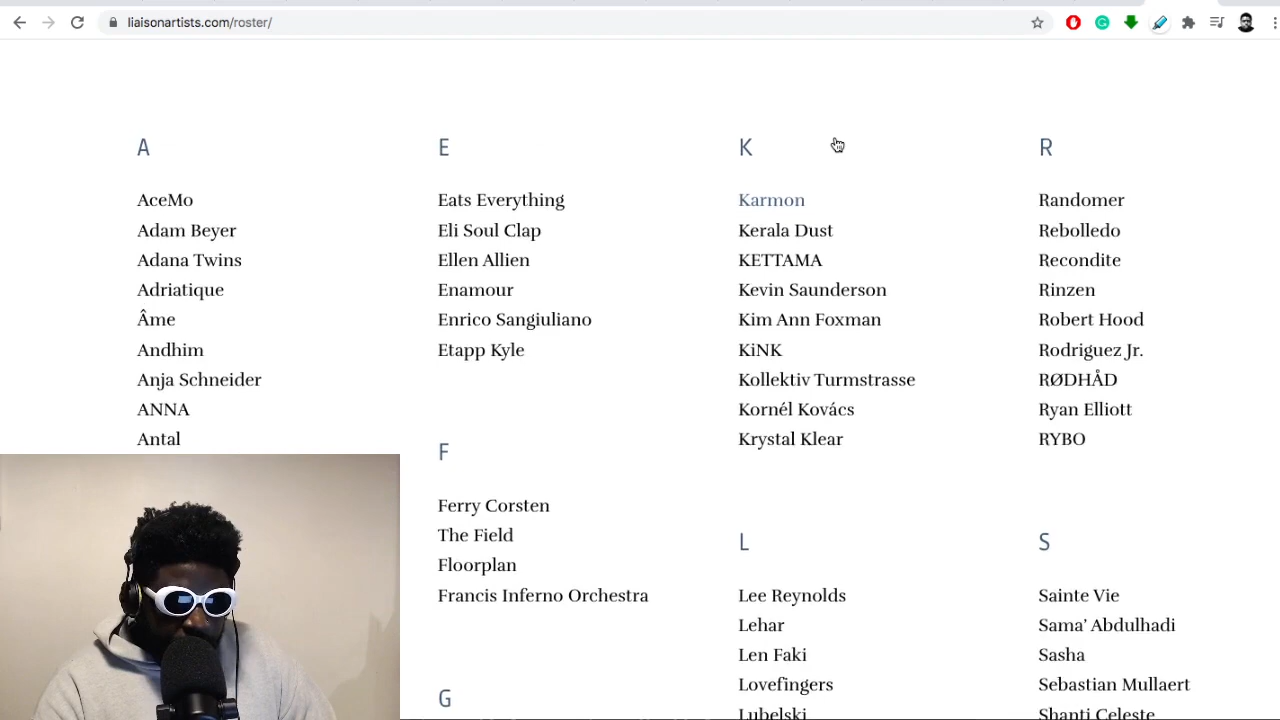 liaisonartists.com/roster/
A
AceMo
Adam Beyer
Adana Twins
Adriatique
Âme
Andhim
Anja Schneider
ANNA
Antal
E
Eats Everything
Eli Soul Clap
Ellen Allien
Enamour
Enrico Sangiuliano
Etapp Kyle
F
Ferry Corsten
The Field
Floorplan
Francis Inferno Orchestra
G
K
Karmon
Kerala Dust
KETTAMA
Kevin Saunderson
Kim Ann Foxman
KiNK
Kollektiv Turmstrasse
Kornél Kovács
Krystal Klear
L
Lee Reynolds
Lehar
Len Faki
Lovefingers
Lubelski
R
Randomer
Rebolledo
Recondite
Rinzen
Robert Hood
Rodriguez Jr.
RØDHÅD
Ryan Elliott
RYBO
S
Sainte Vie
Sama’ Abdulhadi
Sasha
Sebastian Mullaert
Shanti Celeste